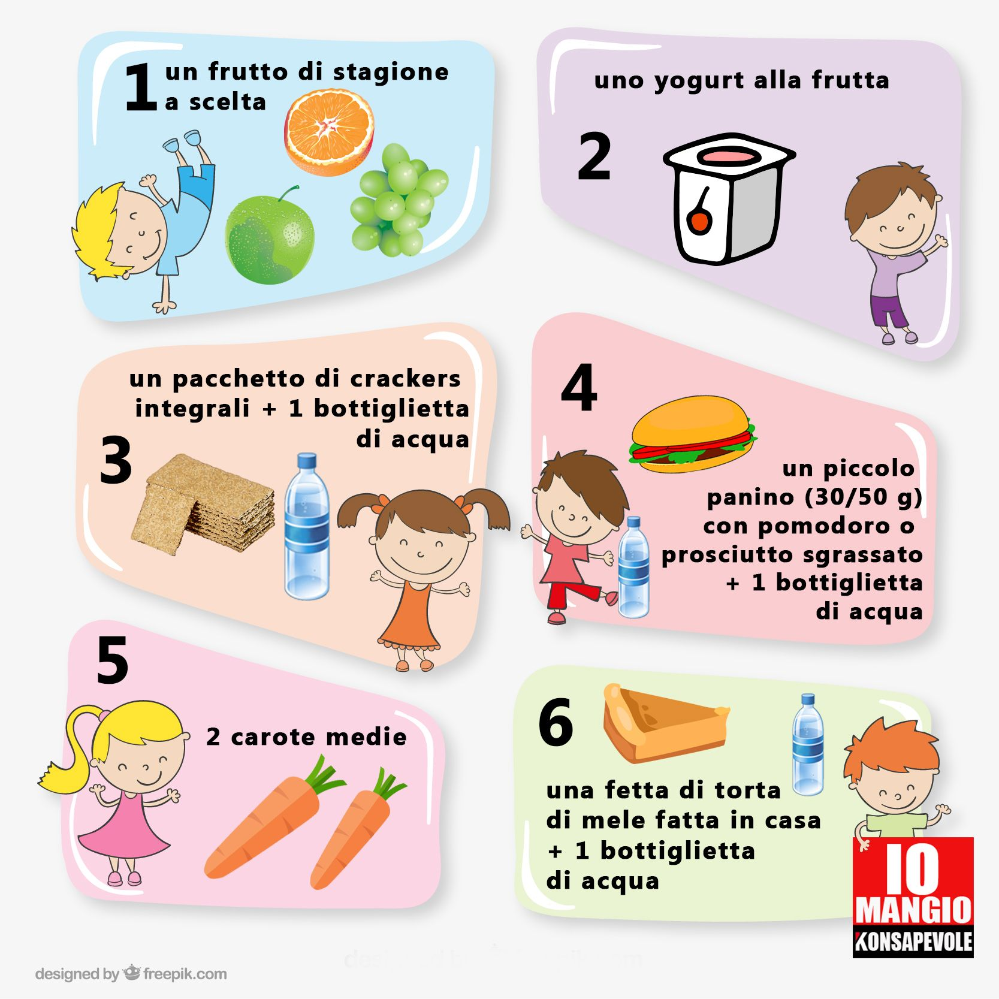 1
un frutto di stagione
a scelta
uno yogurt alla frutta
2
un pacchetto di crackers
integrali + 1 bottiglietta
di acqua
3
4
un piccolo
panino (30/50 g)
con pomodoro o
prosciutto sgrassato
+ 1 bottiglietta
di acqua
5
2 carote medie
6
una fetta di torta
di mele fatta in casa
+ 1 bottiglietta
di acqua
IO
MANGIO
KONSAPEVOLE
designed by freepik.com